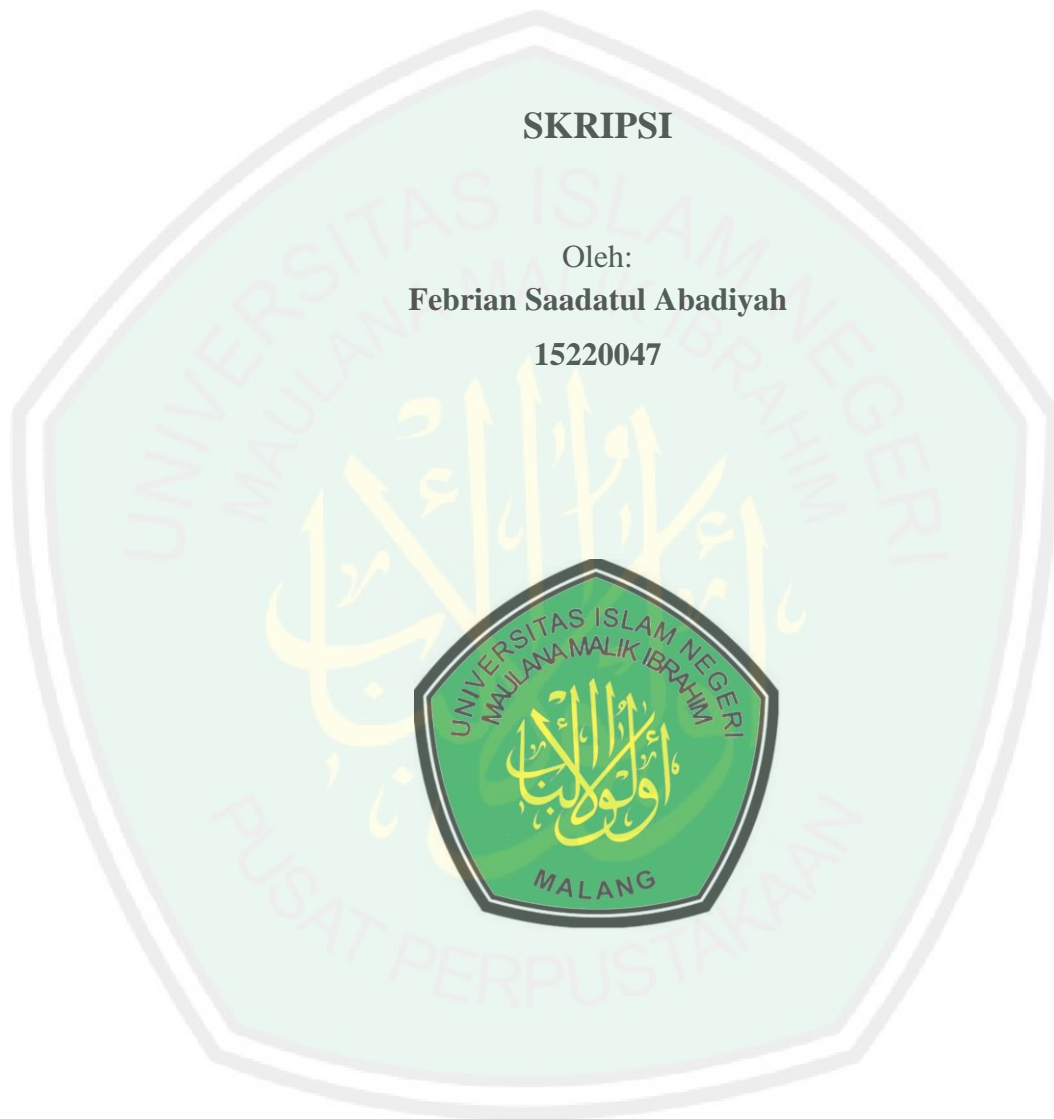 SKRIPSI
Oleh:
Febrian Saadatul Abadiyah
15220047
UNIVERSITAS ISLAM NEGERI
MAULANA MALIK IBRAHIM
أولوا الألباب
MALANG
UNIVERSITAS ISLAM NEGERI
MAULANA MALIK IBRAHIM
PUSAT PERPUSTAKAAN